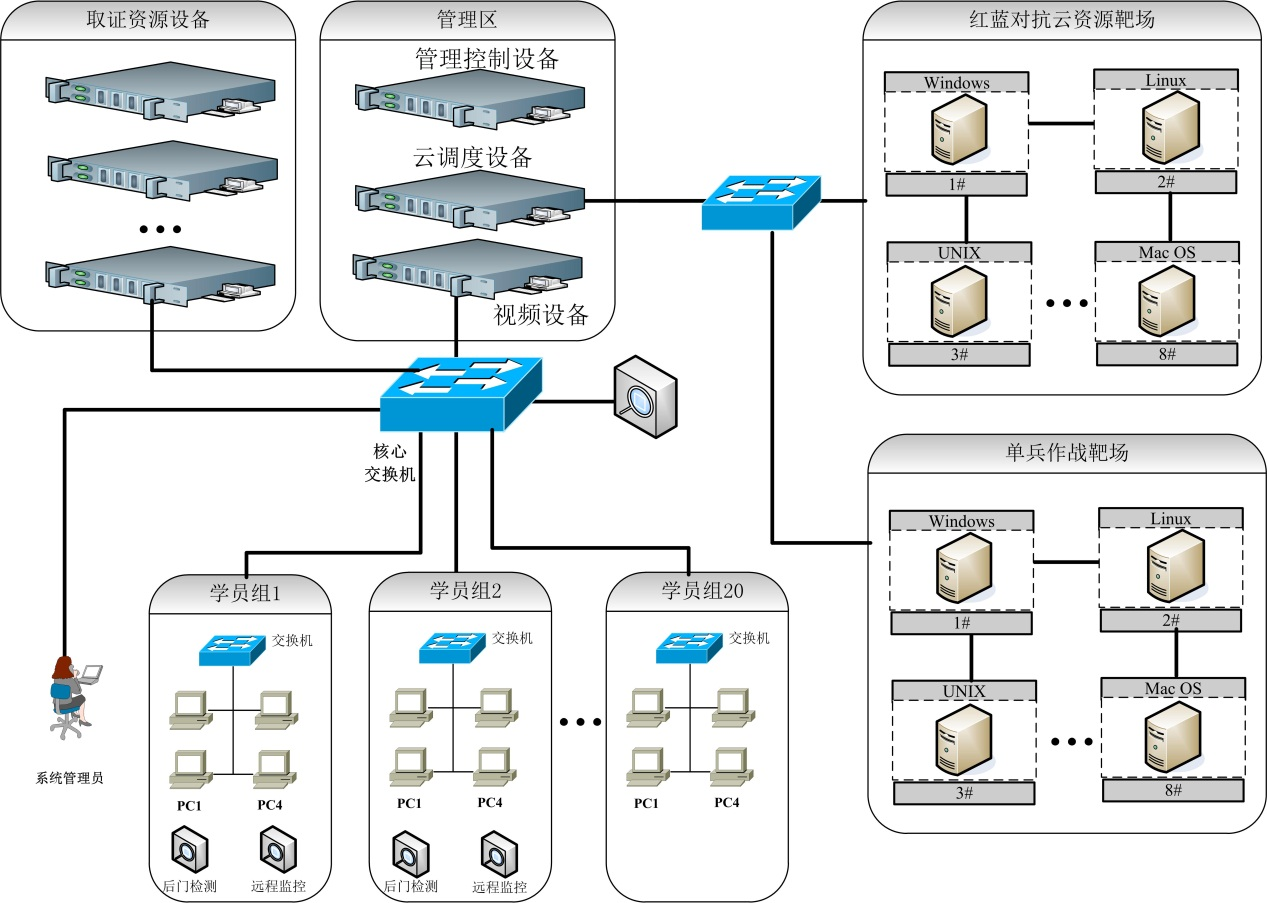 取证资源设备
管理区
管理控制设备
云调度设备
视频设备
红蓝对抗云资源靶场
Windows
Linux
1#
2#
UNIX
Mac OS
3#
8#
核心
交换机
单兵作战靶场
Windows
Linux
1#
2#
UNIX
Mac OS
3#
8#
系统管理员
学员组1
交换机
PC1
PC4
后门检测
远程监控
学员组2
交换机
PC1
PC4
后门检测
远程监控
学员组20
交换机
PC1
PC4